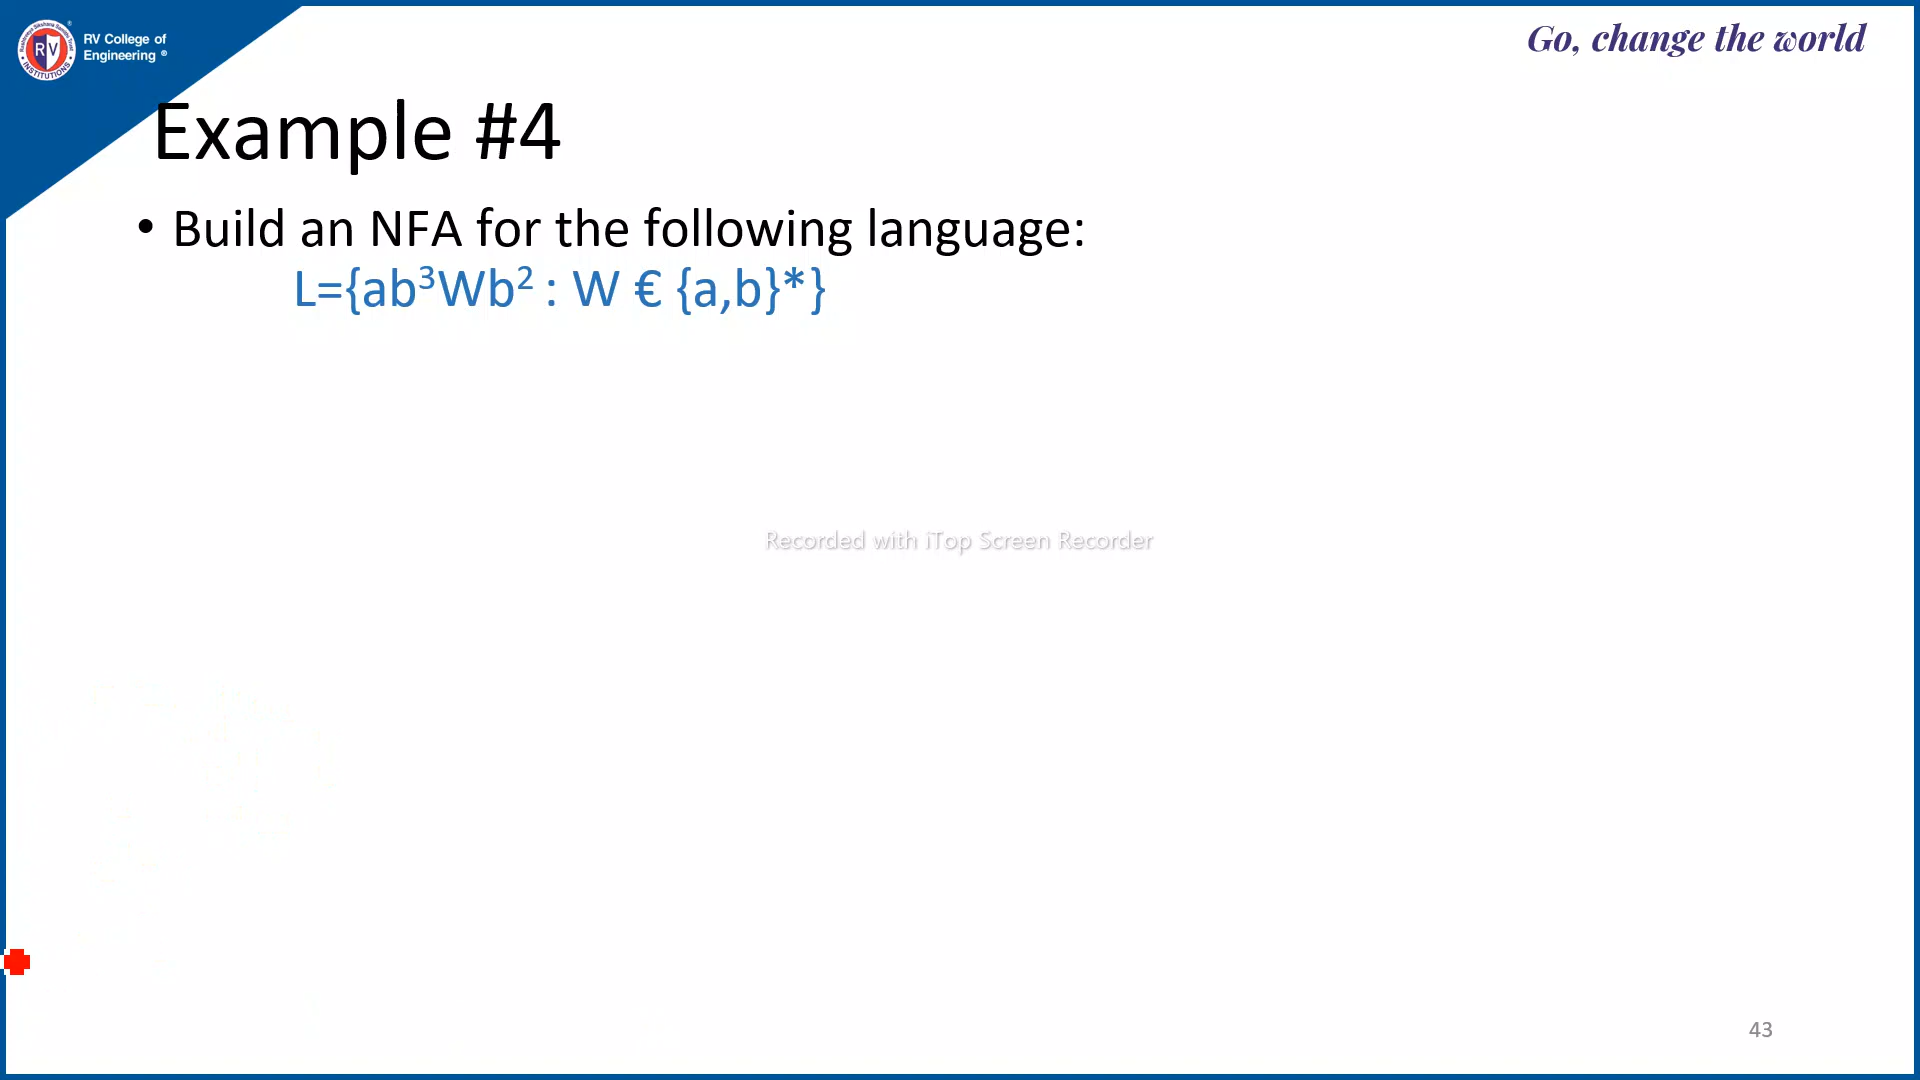 RV College of
Engineering ®
Go, change the world
Example #4
• Build an NFA for the following language:
L={ab³Wb² : W € {a,b}*}
Recorded with iTop Screen Recorder
43